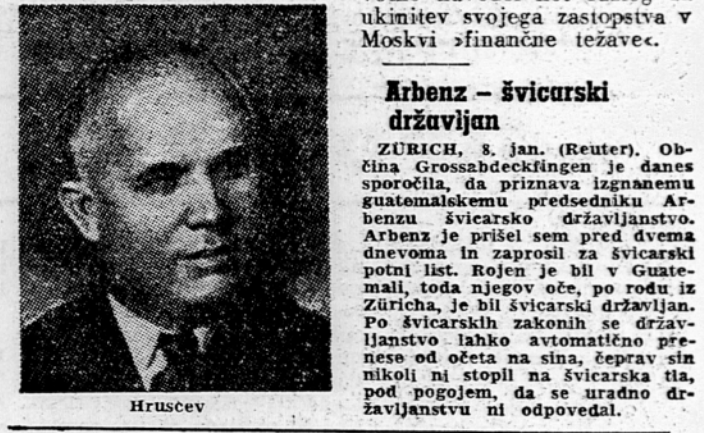 ukinitev svojega zastopstva v
Moskvi »finančne težave«.
Arbenz – švicarski
državljan
ZÜRICH, 8. jan. (Reuter). Ob-
čina Grossabdeckfingen je danes
sporočila, da priznava izgnanemu
guatemalskemu predsedniku Ar-
benzu švicarsko državljanstvo.
Arbenz je prišel sem pred dvema
dnevoma in zaprosil za švicarski
potni list. Rojen je bil v Guate-
mali, toda njegov oče, po rodu iz
Züricha, je bil švicarski državljan.
Po švicarskih zakonih se držav-
ljanstvo lahko avtomatično pre-
nese od očeta na sina, čeprav sin
nikoli ni stopil na švicarska tla,
pod pogojem, da se uradno dr-
žavljanstvu ni odpovedal.
Hruščev